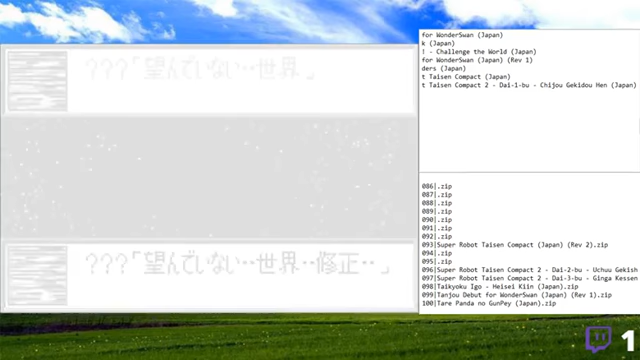 ???「望んでいない‥世界」
???「望んでいない‥世界‥修正‥」
for WonderSwan (Japan)
k (Japan)
! - Challenge the World (Japan)
for WonderSwan (Japan) (Rev 1)
ders (Japan)
t Taisen Compact (Japan)
t Taisen Compact 2 - Dai-1-bu - Chijou Gekidou Hen (Japan)
086|.zip
087|.zip
088|.zip
089|.zip
090|.zip
091|.zip
092|.zip
093|Super Robot Taisen Compact (Japan) (Rev 2).zip
094|.zip
095|.zip
096|Super Robot Taisen Compact 2 - Dai-2-bu - Uchuu Gekish
097|Super Robot Taisen Compact 2 - Dai-3-bu - Ginga Kessen
098|Taikyoku Igo - Heisei Kiin (Japan).zip
099|Tanjou Debut for WonderSwan (Japan) (Rev 1).zip
100|Tare Panda no GunPey (Japan).zip
1